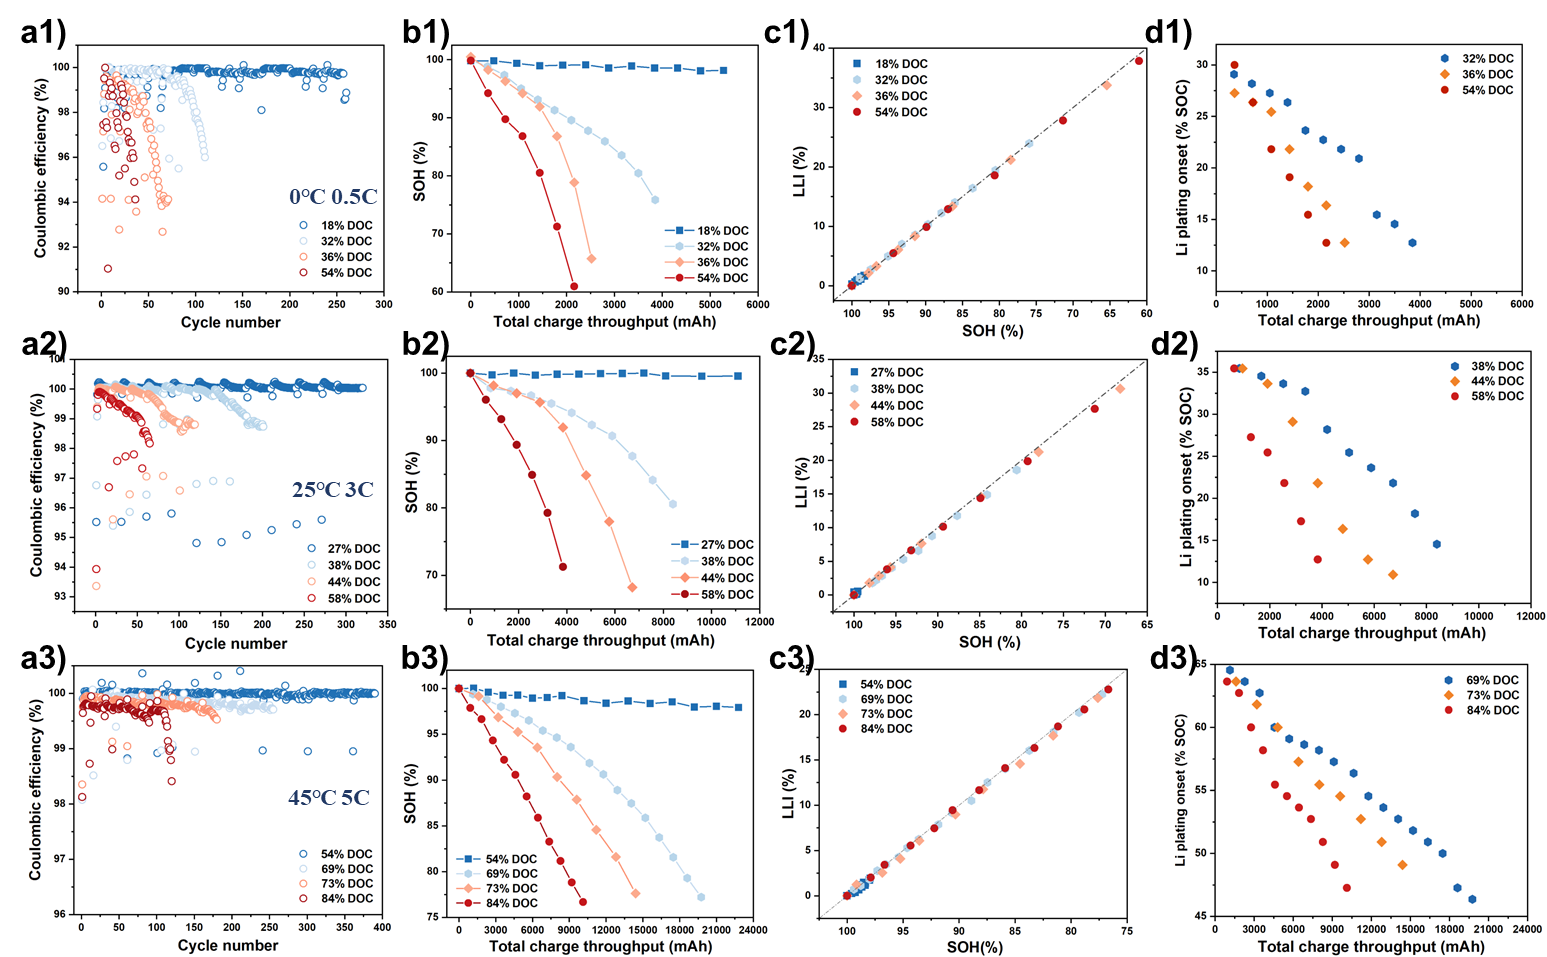 a1)
Coulombic efficiency (%)
100
98
96
94
92
90
0 50 100 150 200 250 300
Cycle number
0°C 0.5C
18% DOC
32% DOC
36% DOC
54% DOC
b1)
SOH (%)
100
90
80
70
60
0 1000 2000 3000 4000 5000 6000
Total charge throughput (mAh)
18% DOC
32% DOC
36% DOC
54% DOC
c1)
LLI (%)
40
30
20
10
0
100 95 90 85 80 75 70 65 60
SOH (%)
18% DOC
32% DOC
36% DOC
54% DOC
d1)
Li plating onset (% SOC)
30
25
20
15
10
0 1000 2000 3000 4000 5000 6000
Total charge throughput (mAh)
32% DOC
36% DOC
54% DOC
a2)
Coulombic efficiency (%)
101
100
99
98
97
96
95
94
93
0 50 100 150 200 250 300 350
Cycle number
25°C 3C
27% DOC
38% DOC
44% DOC
58% DOC
b2)
SOH (%)
100
90
80
70
0 2000 4000 6000 8000 10000 12000
Total charge throughput (mAh)
27% DOC
38% DOC
44% DOC
58% DOC
c2)
LLI (%)
35
30
25
20
15
10
5
0
100 95 90 85 80 75 70 65
SOH (%)
27% DOC
38% DOC
44% DOC
58% DOC
d2)
Li plating onset (% SOC)
35
30
25
20
15
10
0 2000 4000 6000 8000 10000 12000
Total charge throughput (mAh)
38% DOC
44% DOC
58% DOC
a3)
Coulombic efficiency (%)
100
99
98
97
96
0 50 100 150 200 250 300 350 400
Cycle number
45°C 5C
54% DOC
69% DOC
73% DOC
84% DOC
b3)
SOH (%)
100
95
90
85
80
75
0 3000 6000 9000 12000 15000 18000 21000 24000
Total charge throughput (mAh)
54% DOC
69% DOC
73% DOC
84% DOC
c3)
LLI (%)
25
20
15
10
5
0
100 95 90 85 80 75
SOH(%)
54% DOC
69% DOC
73% DOC
84% DOC
d3)
Li plating onset (% SOC)
65
60
55
50
45
0 3000 6000 9000 12000 15000 18000 21000 24000
Total charge throughput (mAh)
69% DOC
73% DOC
84% DOC